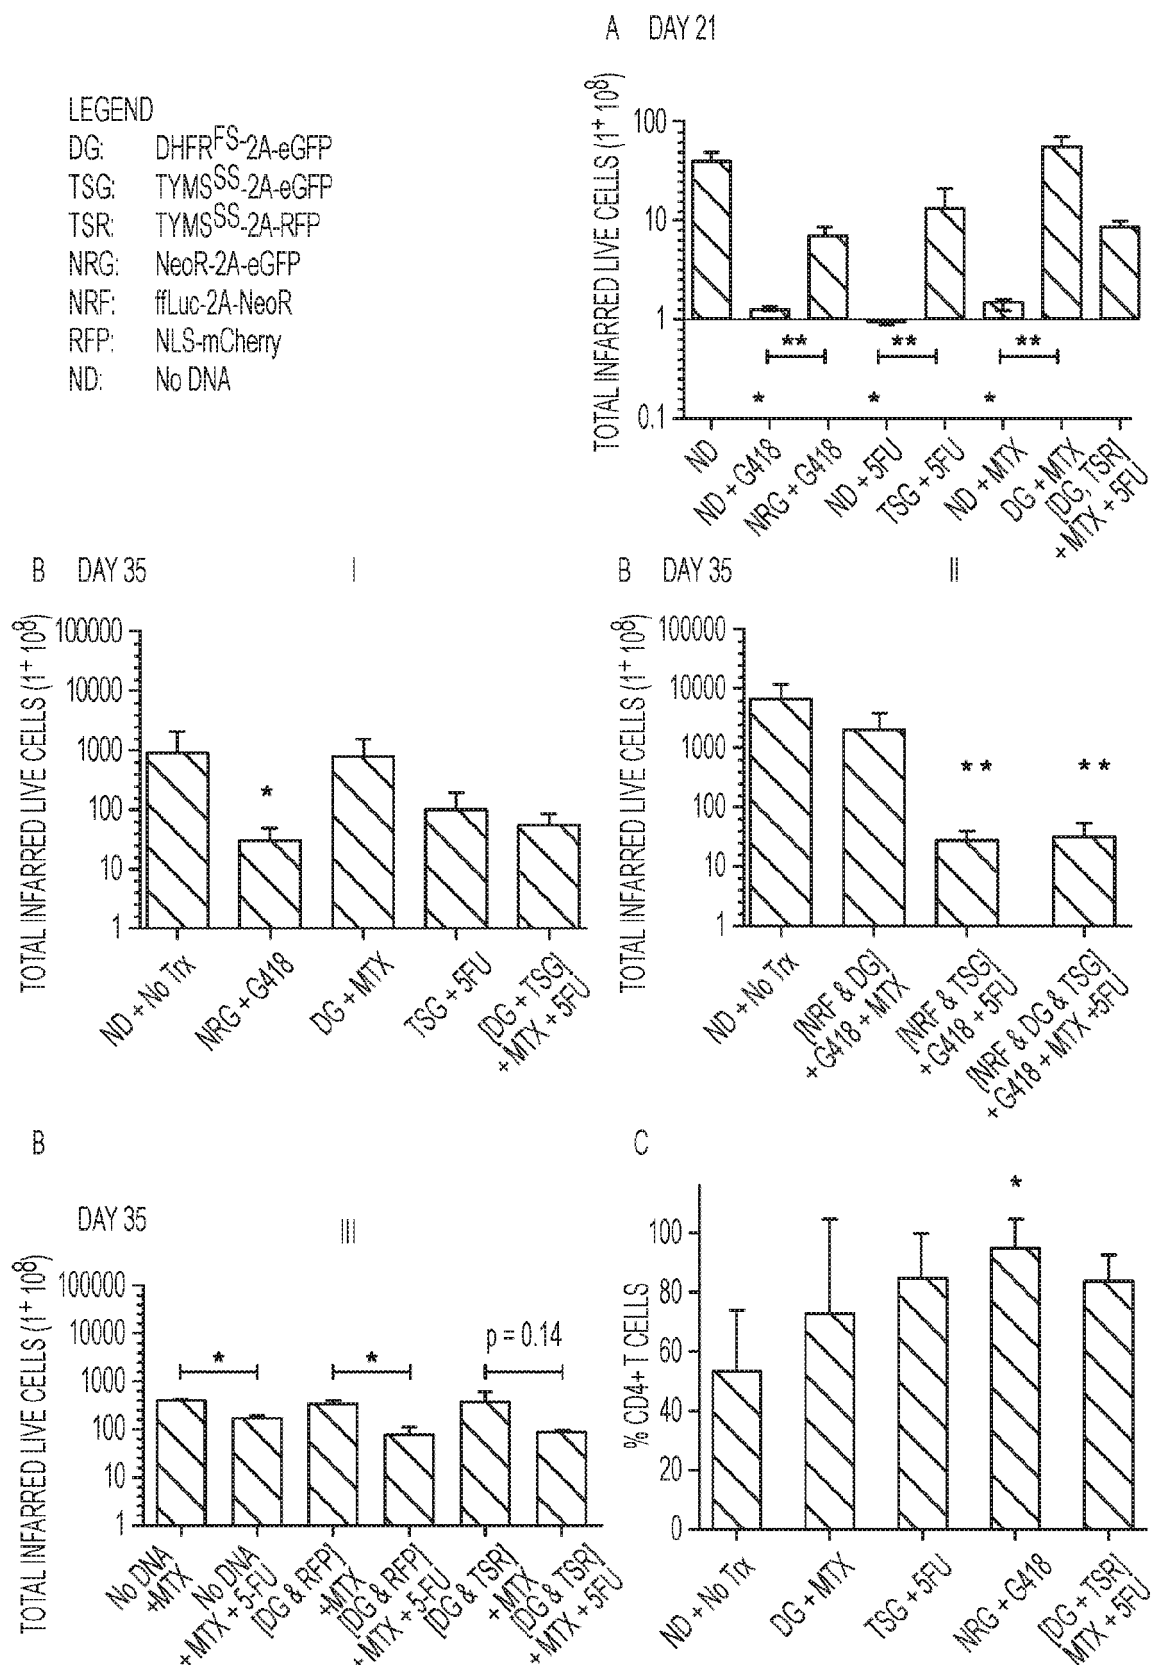 A DAY 21
LEGEND
DG: DHFR^FS-2A-eGFP
TSG: TYMS^SS-2A-eGFP
TSR: TYMS^SS-2A-RFP
NRG: NeoR-2A-eGFP
NRF: ffLuc-2A-NeoR
RFP: NLS-mCherry
ND: No DNA
TOTAL INFARRED LIVE CELLS (1^+ 10^8)
100
10
1
0.1
** ** **
* * *
ND
ND + G418
NRG + G418
ND + 5FU
TSG + 5FU
ND + MTX
DG + MTX
[DG, TSR]
+ MTX + 5FU
B DAY 35 I
TOTAL INFARRED LIVE CELLS (1^+ 10^8)
100000
10000
1000
100
10
1
*
ND + No Trx
NRG + G418
DG + MTX
TSG + 5FU
[DG + TSG]
+ MTX + 5FU
B DAY 35 II
TOTAL INFARRED LIVE CELLS (1^+ 10^8)
100000
10000
1000
100
10
1
** **
ND + No Trx
[NRF & DG]
+ G418 + MTX
[NRF & TSG]
+ G418 + 5FU
[NRF & DG & TSG]
+ G418 + MTX +5FU
B
DAY 35
III
TOTAL INFARRED LIVE CELLS (1^+ 10^8)
100000
10000
1000
100
10
1
* * p = 0.14
No DNA
+MTX
No DNA
+ MTX + 5-FU
[DG & RFP]
+MTX
[DG & RFP]
+ MTX + 5-FU
[DG & TSR]
+ MTX
[DG & TSR]
+ MTX + 5FU
C
% CD4+ T CELLS
100
80
60
40
20
0
*
ND + No Trx
DG + MTX
TSG + 5FU
NRG + G418
[DG + TSR]
MTX + 5FU